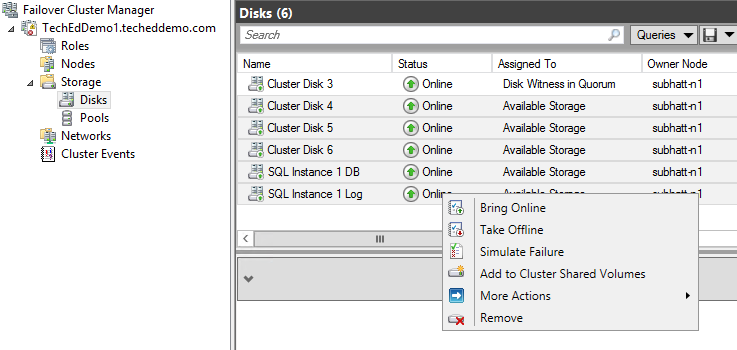 Failover Cluster Manager
TechEdDemo1.techeddemo.com
Roles
Nodes
Storage
Disks
Pools
Networks
Cluster Events
Disks (6)
Search
Queries
Name Status Assigned To Owner Node
Cluster Disk 3 Online Disk Witness in Quorum subhatt-n1
Cluster Disk 4 Online Available Storage subhatt-n1
Cluster Disk 5 Online Available Storage subhatt-n1
Cluster Disk 6 Online Available Storage subhatt-n1
SQL Instance 1 DB Online Available Storage subhatt-n1
SQL Instance 1 Log Online Available Storage subhatt-n1
Bring Online
Take Offline
Simulate Failure
Add to Cluster Shared Volumes
More Actions
Remove